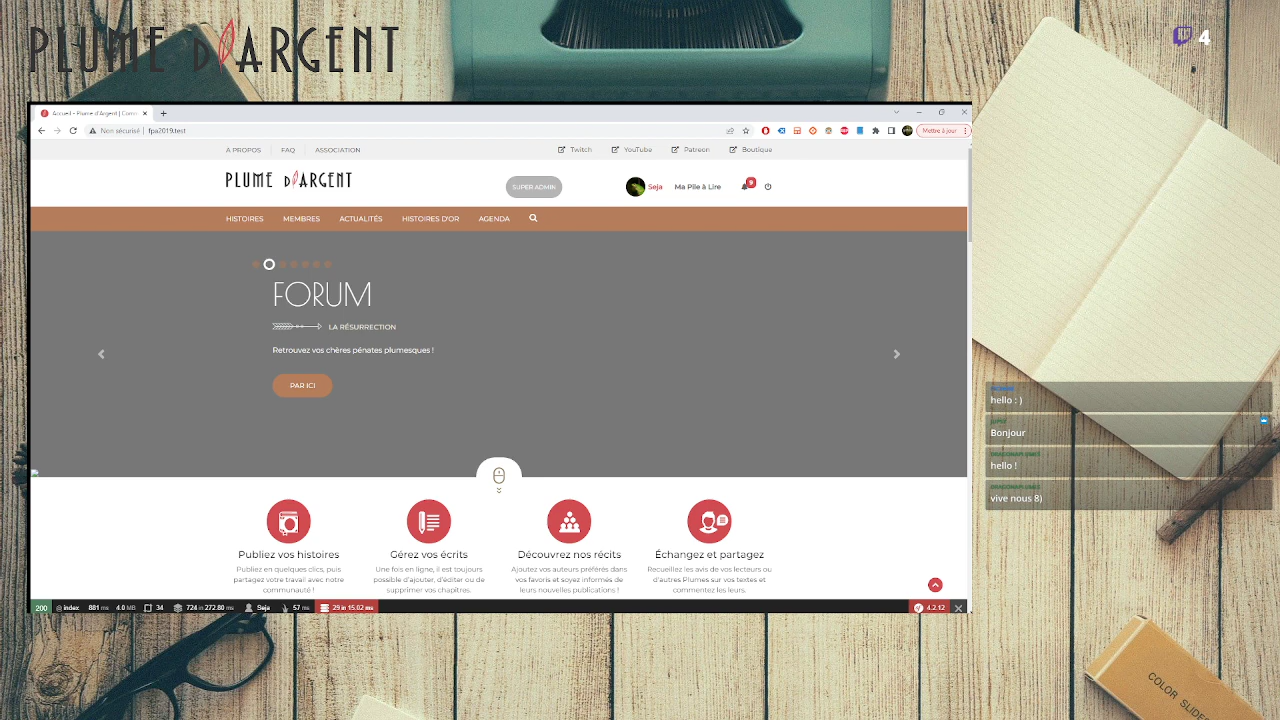 PLUME D'ARGENT
4
Accueil - Plume d'Argent | Com
Non sécurisé | fpa2019.test
Mettre à jour
À PROPOS
FAQ
ASSOCIATION
Twitch
YouTube
Patreon
Boutique
PLUME D'ARGENT
SUPER ADMIN
Seja
Ma Pile à Lire
9
HISTOIRES
MEMBRES
ACTUALITÉS
HISTOIRES D'OR
AGENDA
FORUM
LA RÉSURRECTION
Retrouvez vos chères pénates plumesques !
PAR ICI
Publiez vos histoires
Publiez en quelques clics, puis
partagez votre travail avec notre
communauté !
Gérez vos écrits
Une fois en ligne, il est toujours
possible d'ajouter, d'éditer ou de
supprimer vos chapitres.
Découvrez nos récits
Ajoutez vos auteurs préférés dans
vos favoris et soyez informés de
leurs nouvelles publications !
Échangez et partagez
Recueillez les avis de vos lecteurs ou
d'autres Plumes sur vos textes et
commentez les leurs.
200
@ index
881 ms
4.0 MB
34
724 in 272.80 ms
Seja
57 ms
29 in 15.02 ms
4.2.12
hello : )
Bonjour
hello !
vive nous 8)
COLOR SLIDES